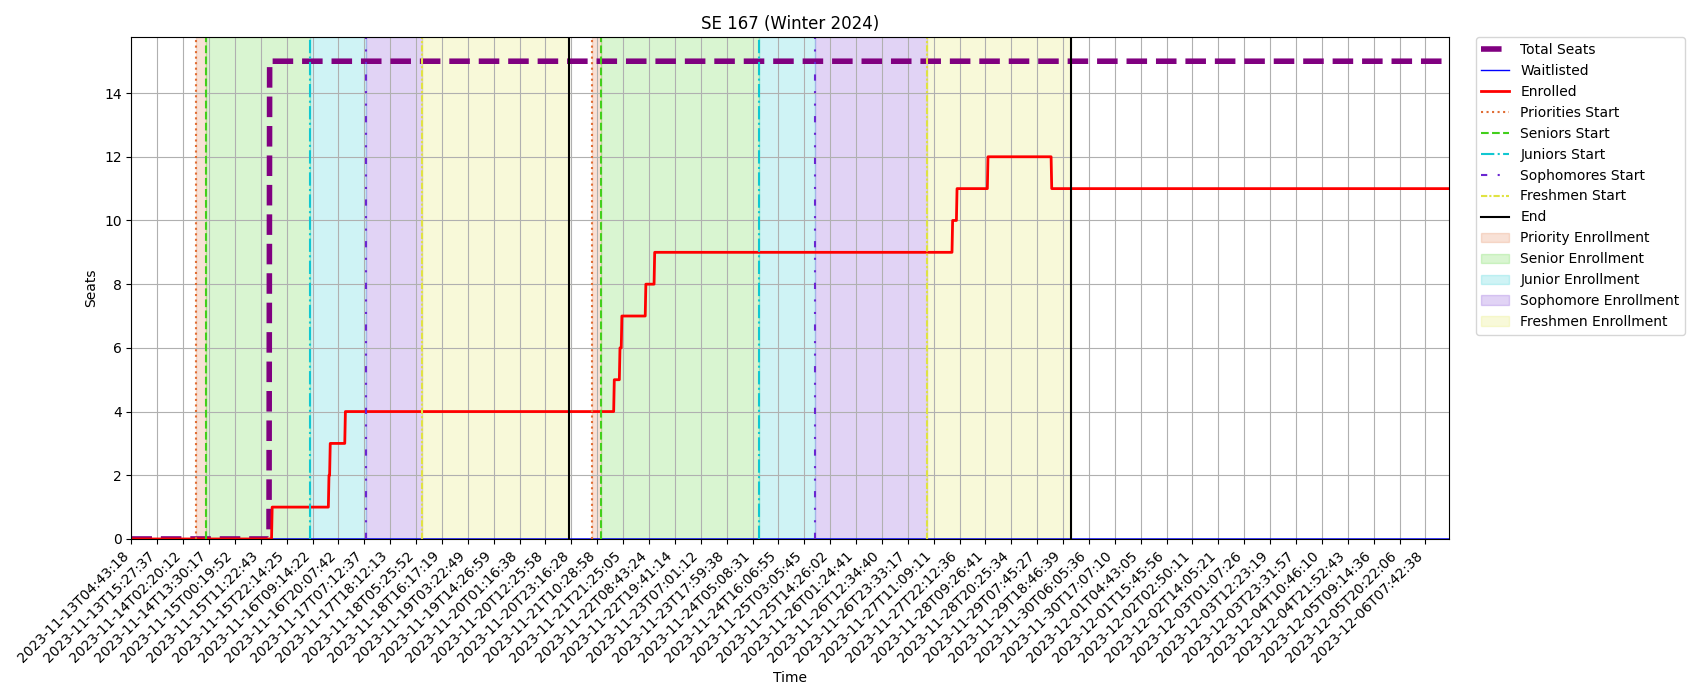 SE 167 (Winter 2024)
Total Seats
Waitlisted
Enrolled
Priorities Start
Seniors Start
Juniors Start
Sophomores Start
Freshmen Start
End
Priority Enrollment
Senior Enrollment
Junior Enrollment
Sophomore Enrollment
Freshmen Enrollment
Seats
14
12
10
8
6
4
2
0
2023-11-13T04:43:18
2023-11-13T15:27:37
2023-11-14T02:20:12
2023-11-14T13:30:17
2023-11-15T00:19:52
2023-11-15T11:22:43
2023-11-15T22:14:25
2023-11-16T09:14:22
2023-11-16T20:07:42
2023-11-17T07:12:37
2023-11-17T18:12:13
2023-11-18T05:25:52
2023-11-18T16:17:19
2023-11-19T03:22:49
2023-11-19T14:26:59
2023-11-20T01:16:38
2023-11-20T12:25:58
2023-11-20T23:16:28
2023-11-21T10:28:58
2023-11-21T21:25:05
2023-11-22T08:43:24
2023-11-22T19:41:14
2023-11-23T07:01:12
2023-11-23T17:59:38
2023-11-24T05:08:31
2023-11-24T16:06:55
2023-11-25T03:05:45
2023-11-25T14:26:02
2023-11-26T01:24:41
2023-11-26T12:34:40
2023-11-26T23:33:17
2023-11-27T11:09:11
2023-11-27T22:12:36
2023-11-28T09:26:41
2023-11-28T20:25:34
2023-11-29T07:45:27
2023-11-29T18:46:39
2023-11-30T06:05:36
2023-11-30T17:07:10
2023-12-01T04:43:05
2023-12-01T15:45:56
2023-12-02T02:50:11
2023-12-02T14:05:21
2023-12-03T01:07:26
2023-12-03T12:23:19
2023-12-03T23:31:57
2023-12-04T10:46:10
2023-12-04T21:52:43
2023-12-05T09:14:36
2023-12-05T20:22:06
2023-12-06T07:42:38
Time